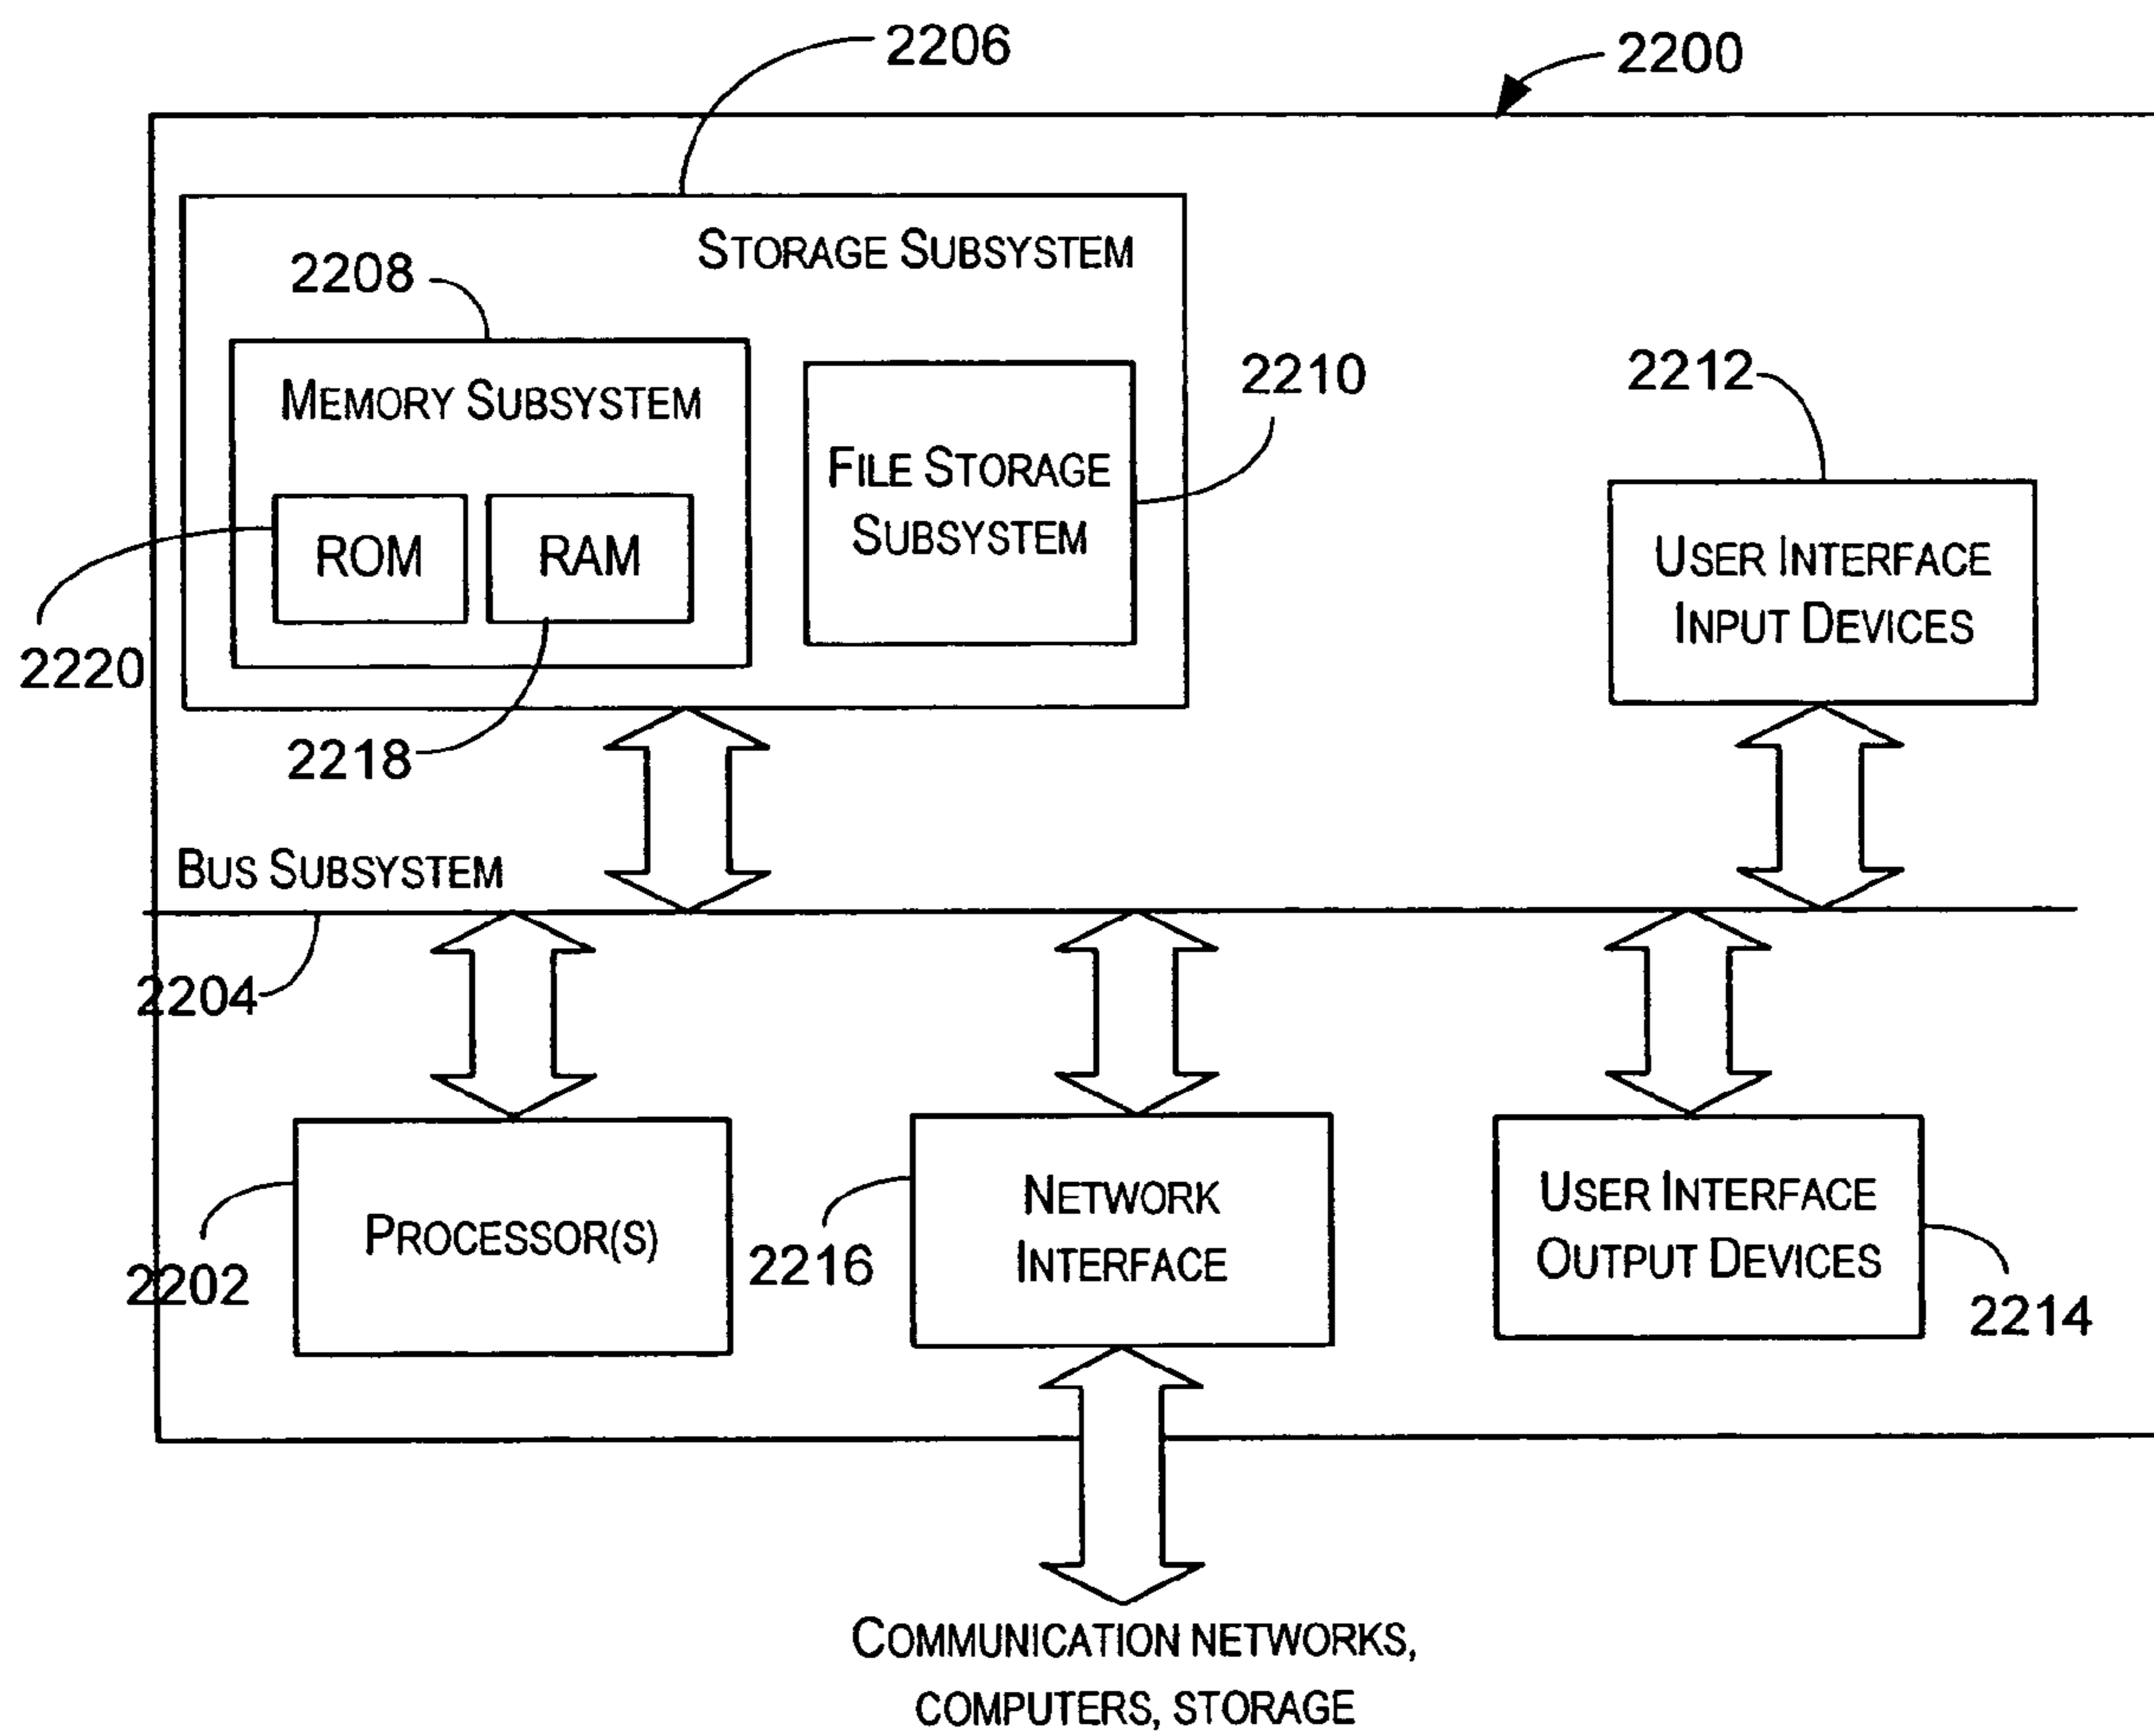 2206
2200
STORAGE SUBSYSTEM
2208
MEMORY SUBSYSTEM
2210
2212
FILE STORAGE
SUBSYSTEM
ROM
RAM
USER INTERFACE
INPUT DEVICES
2220
2218
BUS SUBSYSTEM
2204
PROCESSOR(S)
2202
NETWORK
INTERFACE
2216
USER INTERFACE
OUTPUT DEVICES
2214
COMMUNICATION NETWORKS,
COMPUTERS, STORAGE